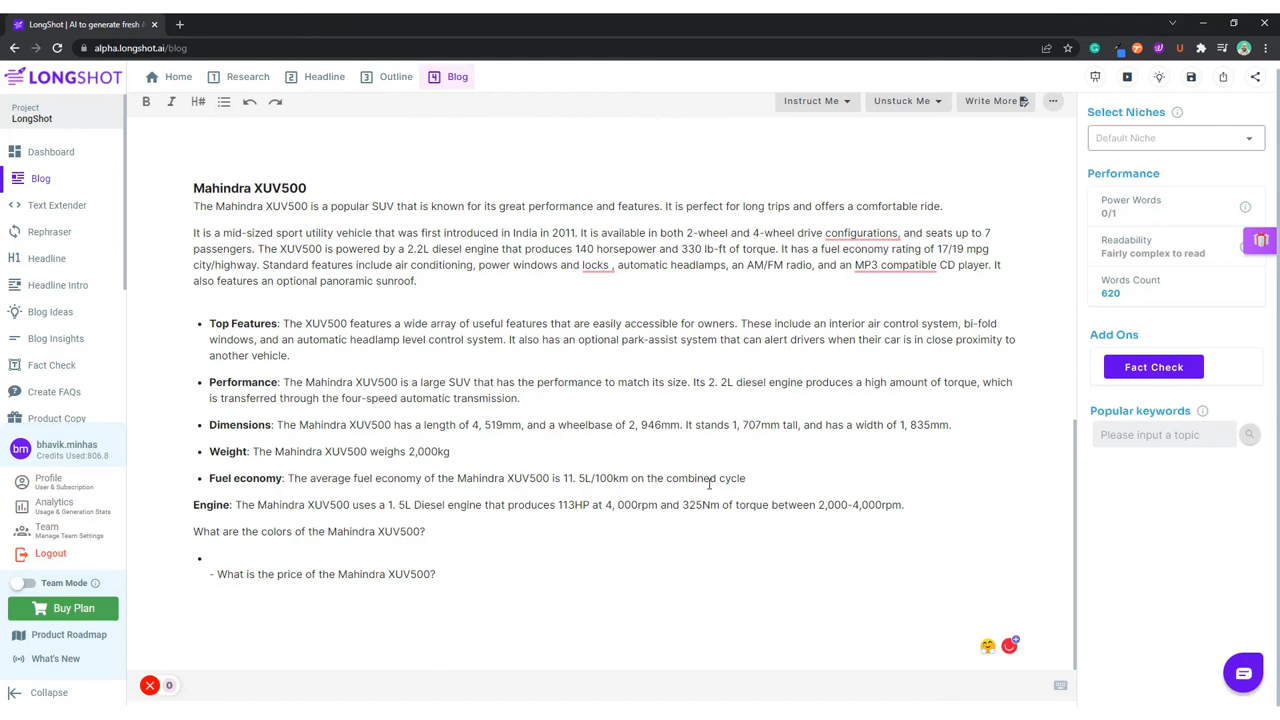 LongShot | AI to generate fresh &
alpha.longshot.ai/blog
LONGSHOT
Home
1 Research
2 Headline
3 Outline
4 Blog
Project
LongShot
Dashboard
Blog
Text Extender
Rephraser
Headline
Headline Intro
Blog Ideas
Blog Insights
Fact Check
Create FAQs
Product Copy
bm
bhavik.minhas
Credits Used:806.8
Profile
User & Subscription
Analytics
Usage & Generation Stats
Team
Manage Team Settings
Logout
Team Mode
Buy Plan
Product Roadmap
What's New
Collapse
B I H#
Instruct Me
Unstuck Me
Write More
Mahindra XUV500
The Mahindra XUV500 is a popular SUV that is known for its great performance and features. It is perfect for long trips and offers a comfortable ride.
It is a mid-sized sport utility vehicle that was first introduced in India in 2011. It is available in both 2-wheel and 4-wheel drive configurations, and seats up to 7
passengers. The XUV500 is powered by a 2.2L diesel engine that produces 140 horsepower and 330 lb-ft of torque. It has a fuel economy rating of 17/19 mpg
city/highway. Standard features include air conditioning, power windows and locks , automatic headlamps, an AM/FM radio, and an MP3 compatible CD player. It
also features an optional panoramic sunroof.
• Top Features: The XUV500 features a wide array of useful features that are easily accessible for owners. These include an interior air control system, bi-fold
windows, and an automatic headlamp level control system. It also has an optional park-assist system that can alert drivers when their car is in close proximity to
another vehicle.
• Performance: The Mahindra XUV500 is a large SUV that has the performance to match its size. Its 2. 2L diesel engine produces a high amount of torque, which
is transferred through the four-speed automatic transmission.
• Dimensions: The Mahindra XUV500 has a length of 4, 519mm, and a wheelbase of 2, 946mm. It stands 1, 707mm tall, and has a width of 1, 835mm.
• Weight: The Mahindra XUV500 weighs 2,000kg
• Fuel economy: The average fuel economy of the Mahindra XUV500 is 11. 5L/100km on the combined cycle
Engine: The Mahindra XUV500 uses a 1. 5L Diesel engine that produces 113HP at 4, 000rpm and 325Nm of torque between 2,000-4,000rpm.
What are the colors of the Mahindra XUV500?
•
- What is the price of the Mahindra XUV500?
0
Select Niches
Default Niche
Performance
Power Words
0/1
Readability
Fairly complex to read
Words Count
620
Add Ons
Fact Check
Popular keywords
Please input a topic